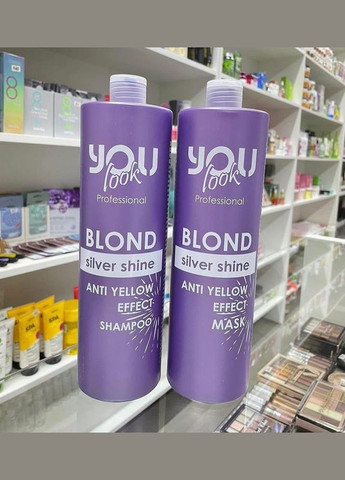 YOU
look
Professional
BLOND
silver shine
ANTI YELLOW
EFFECT
SHAMPOO
YOU
look
Professional
BLOND
silver shine
ANTI YELLOW
EFFECT
MASK